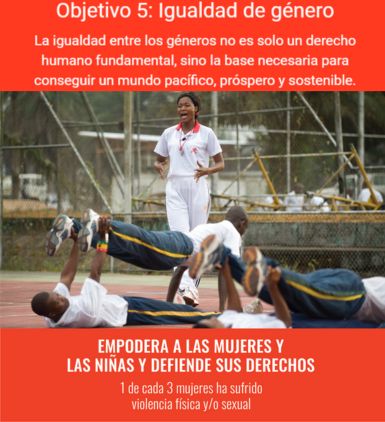 Objetivo 5: Igualdad de género
La igualdad entre los géneros no es solo un derecho
humano fundamental, sino la base necesaria para
conseguir un mundo pacífico, próspero y sostenible.
EMPODERA A LAS MUJERES Y
LAS NIÑAS Y DEFIENDE SUS DERECHOS
1 de cada 3 mujeres ha sufrido
violencia física y/o sexual